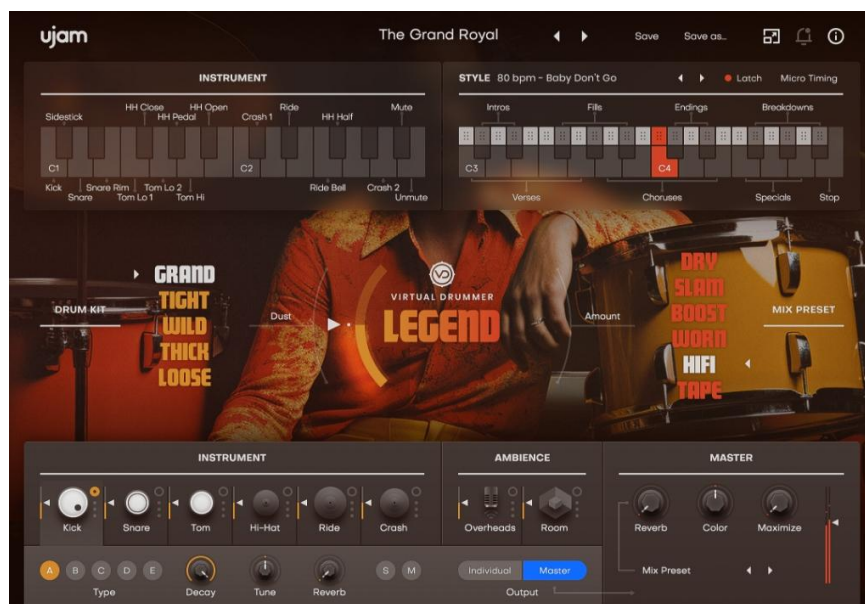 ujam
The Grand Royal
Save
Save as...
INSTRUMENT
Sidestick
HH Close
HH Pedal
HH Open
Crash 1
Ride
HH Half
Mute
C1
C2
Kick
Snare
Snare Rim
Tom Lo 1
Tom Lo 2
Tom Hi
Ride Bell
Crash 2
Unmute
STYLE 80 bpm - Baby Don't Go
Latch
Micro Timing
Intros
Fills
Endings
Breakdowns
C3
C4
Verses
Choruses
Specials
Stop
DRUM KIT
GRAND
TIGHT
WILD
THICK
LOOSE
Dust
VD
VIRTUAL DRUMMER
LEGEND
Amount
DRY
SLAM
BOOST
WORN
HIFI
TAPE
MIX PRESET
INSTRUMENT
Kick
Snare
Tom
Hi-Hat
Ride
Crash
A
B
C
D
E
Type
Decay
Tune
Reverb
S
M
AMBIENCE
Overheads
Room
Individual
Master
Output
MASTER
Reverb
Color
Maximize
Mix Preset